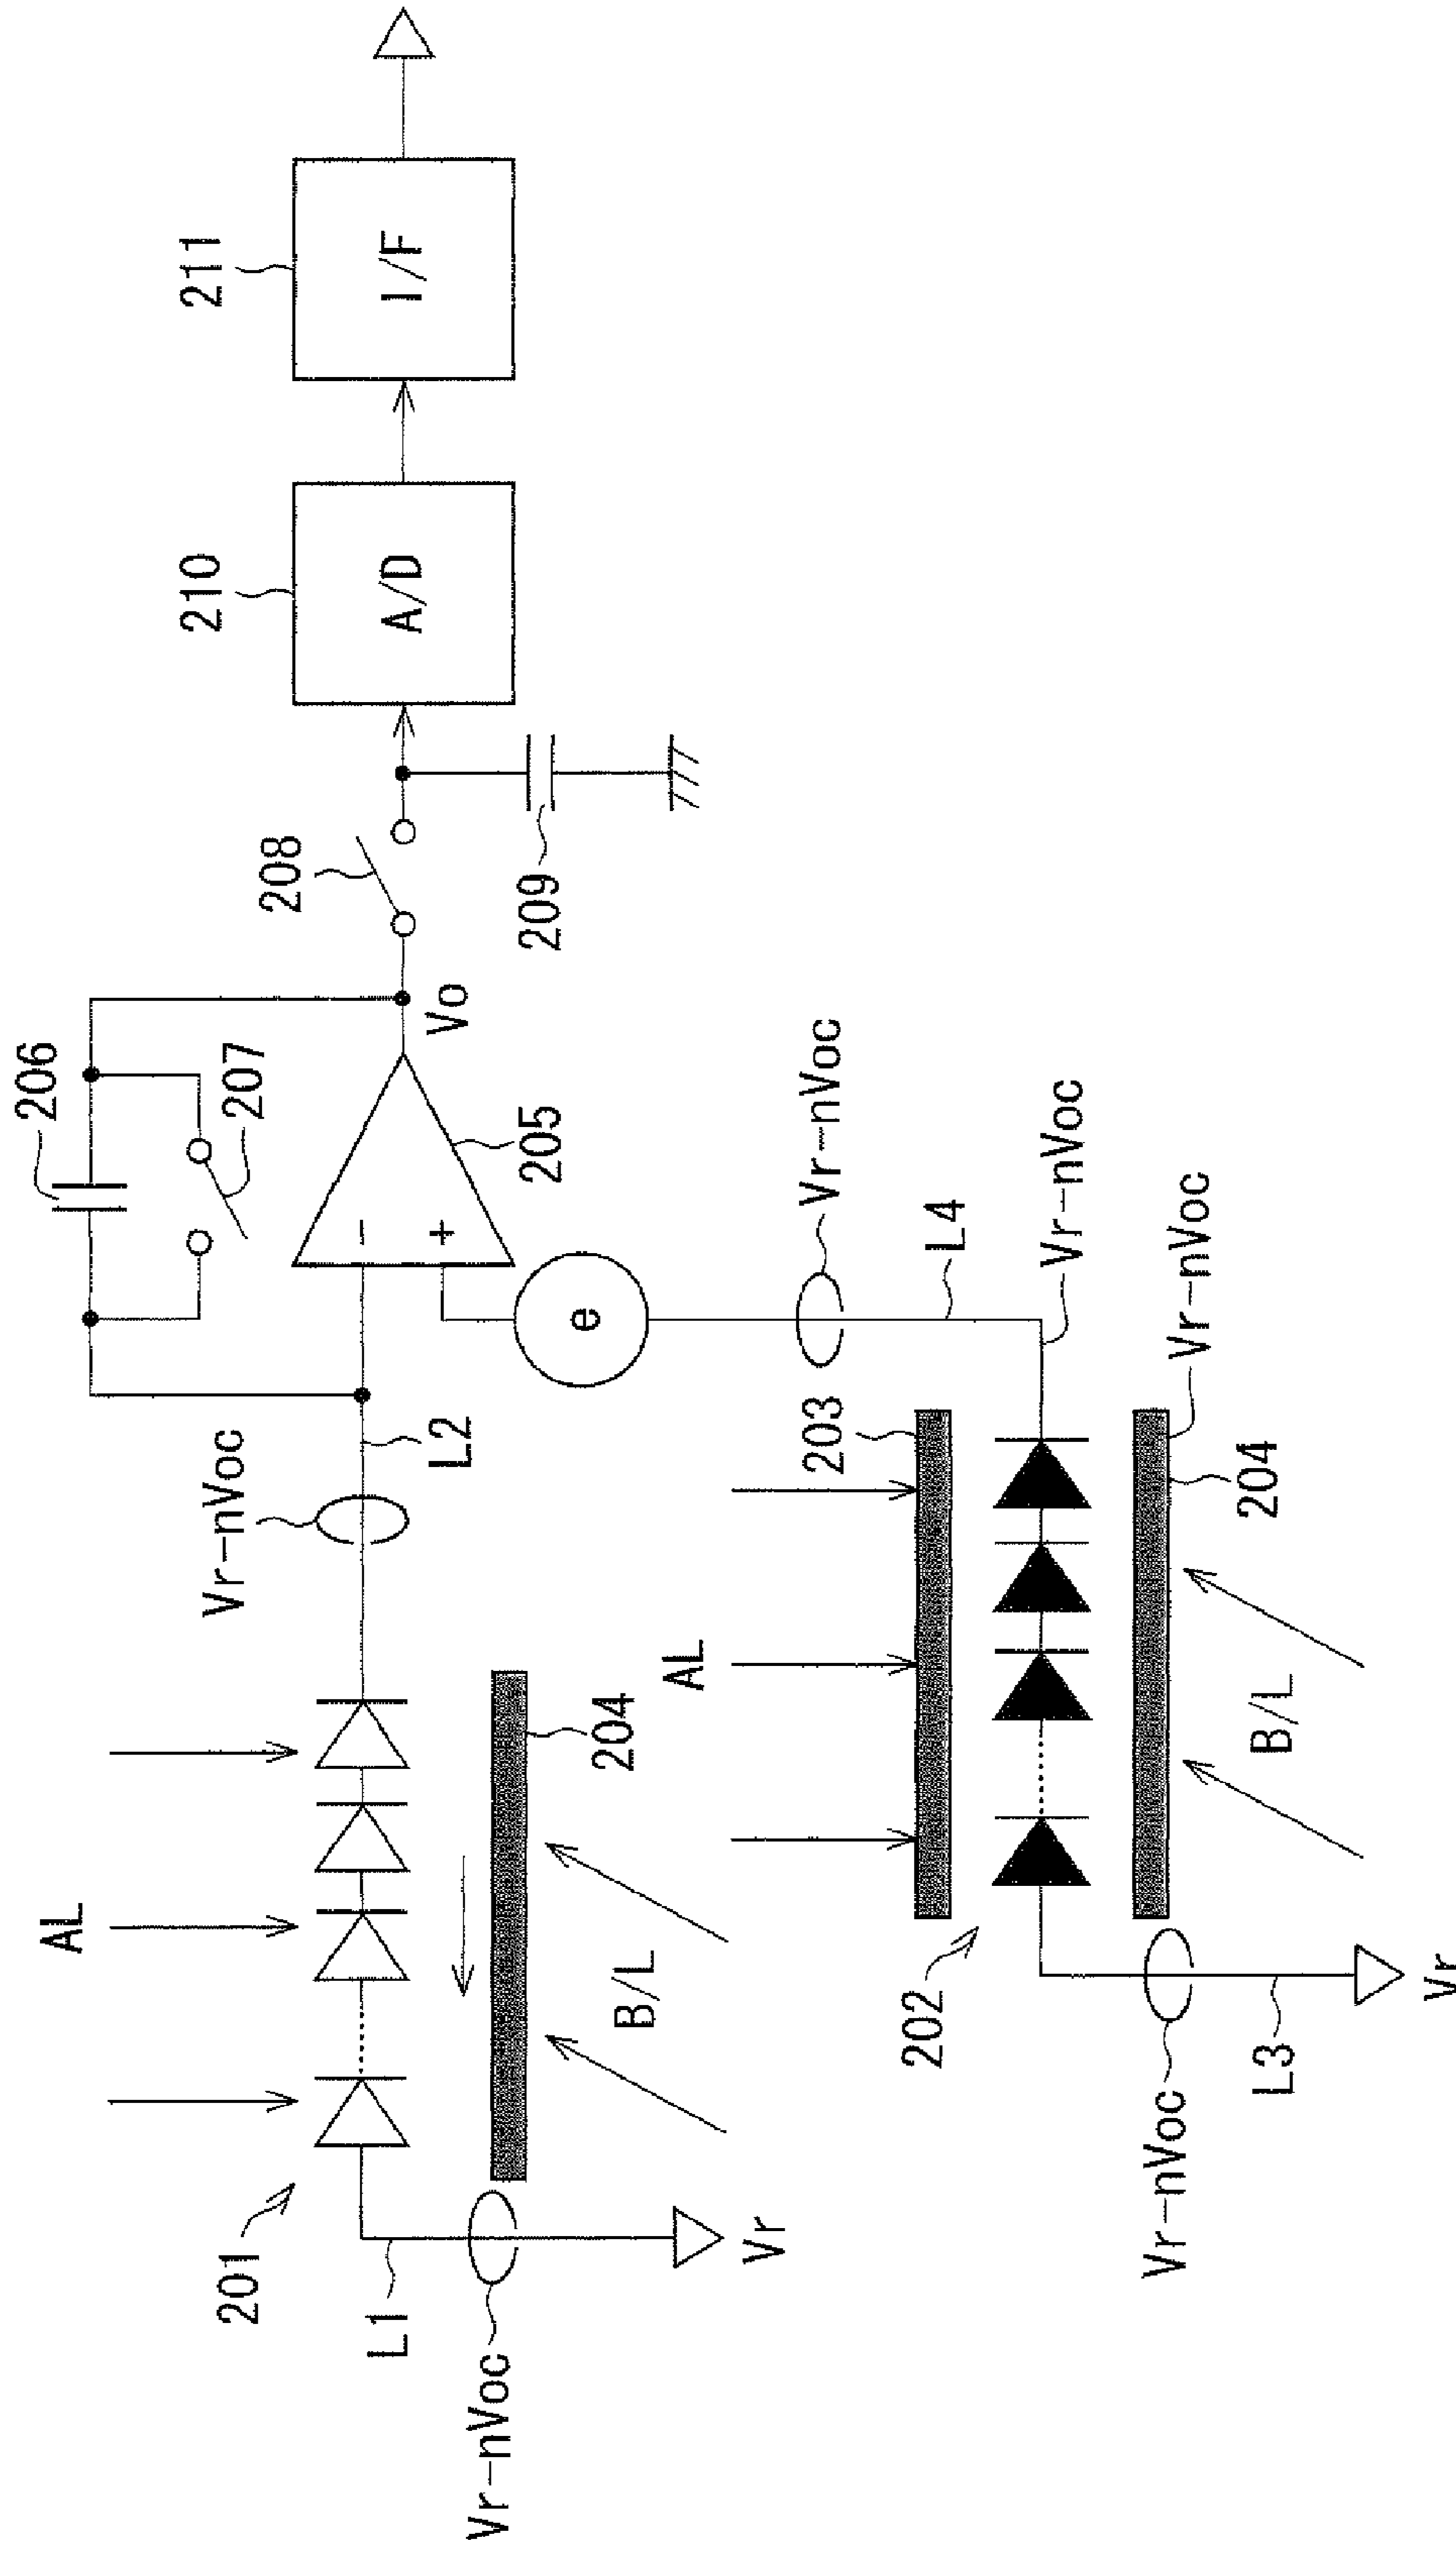 206
207
Vr-nVoc
L2
-
+
205
Vo
208
209
210
A/D
211
I/F
e
AL
201
L1
Vr-nVoc
Vr
B/L
204
Vr-nVoc
L4
Vr-nVoc
AL
203
202
Vr-nVoc
204
B/L
Vr-nVoc
L3
Vr